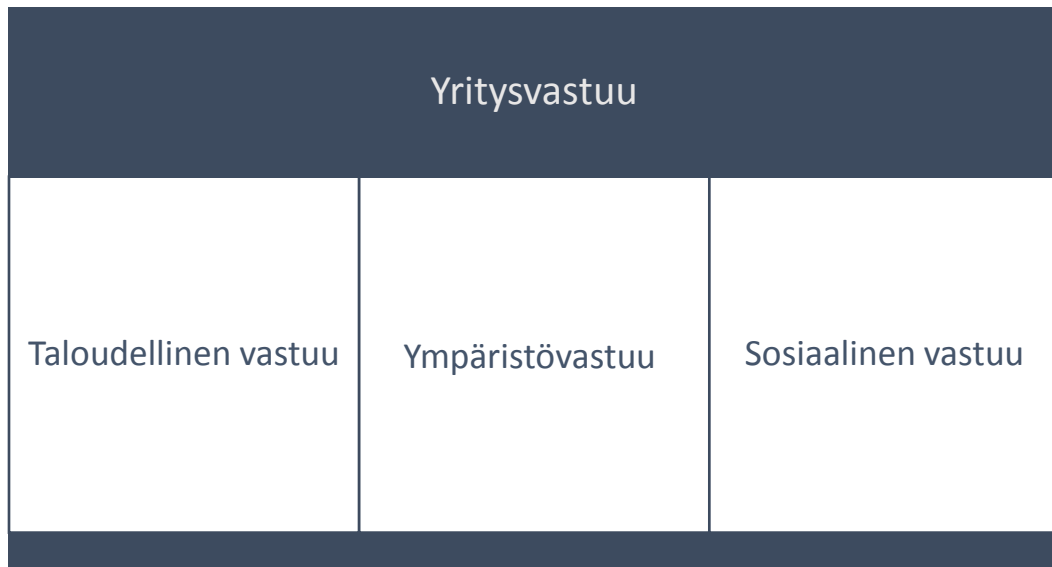 Yritysvastuu
Taloudellinen vastuu
Ympäristövastuu
Sosiaalinen vastuu